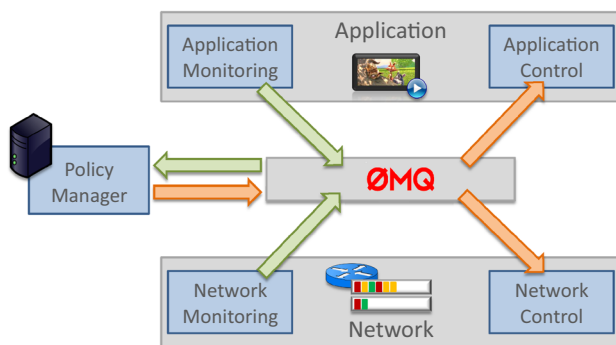 Application
Monitoring
Application
Application
Control
Policy
Manager
ØMQ
Network
Monitoring
Network
Network
Control